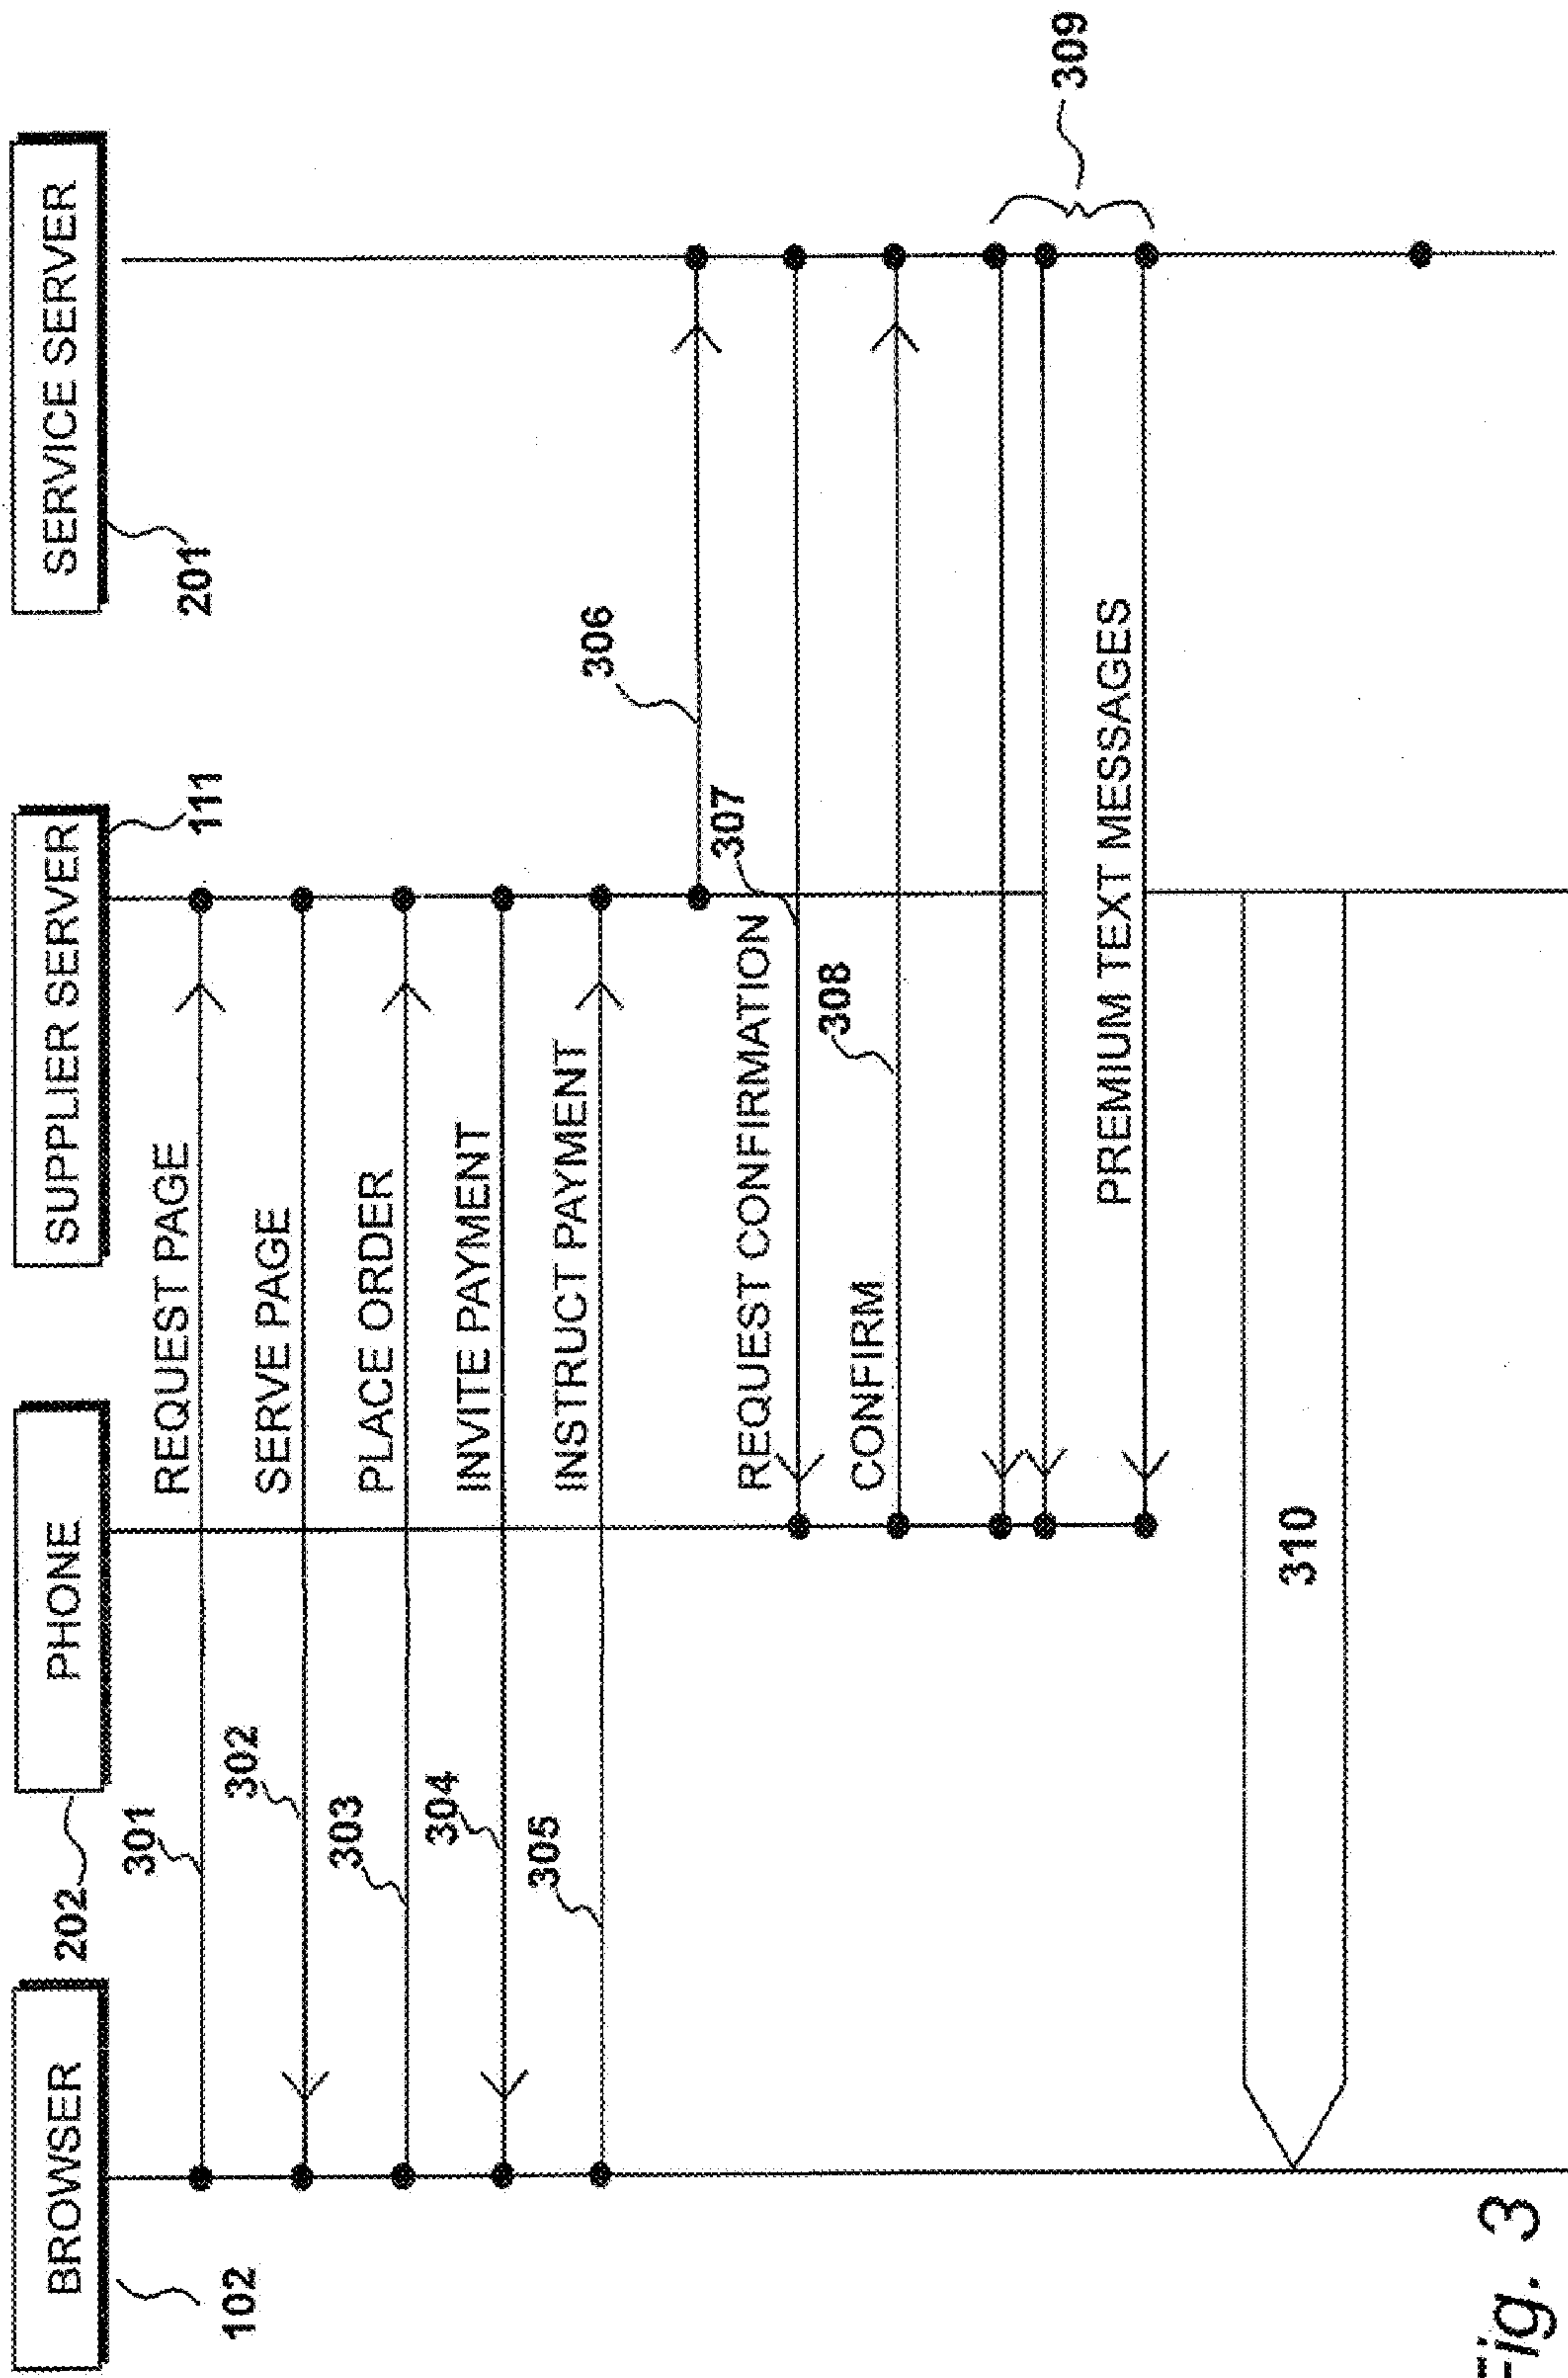 BROWSER
PHONE
SUPPLIER SERVER
SERVICE SERVER
102
202
111
201
301
REQUEST PAGE
302
SERVE PAGE
303
PLACE ORDER
304
INVITE PAYMENT
305
INSTRUCT PAYMENT
306
307
REQUEST CONFIRMATION
308
CONFIRM
309
PREMIUM TEXT MESSAGES
310
Fig. 3